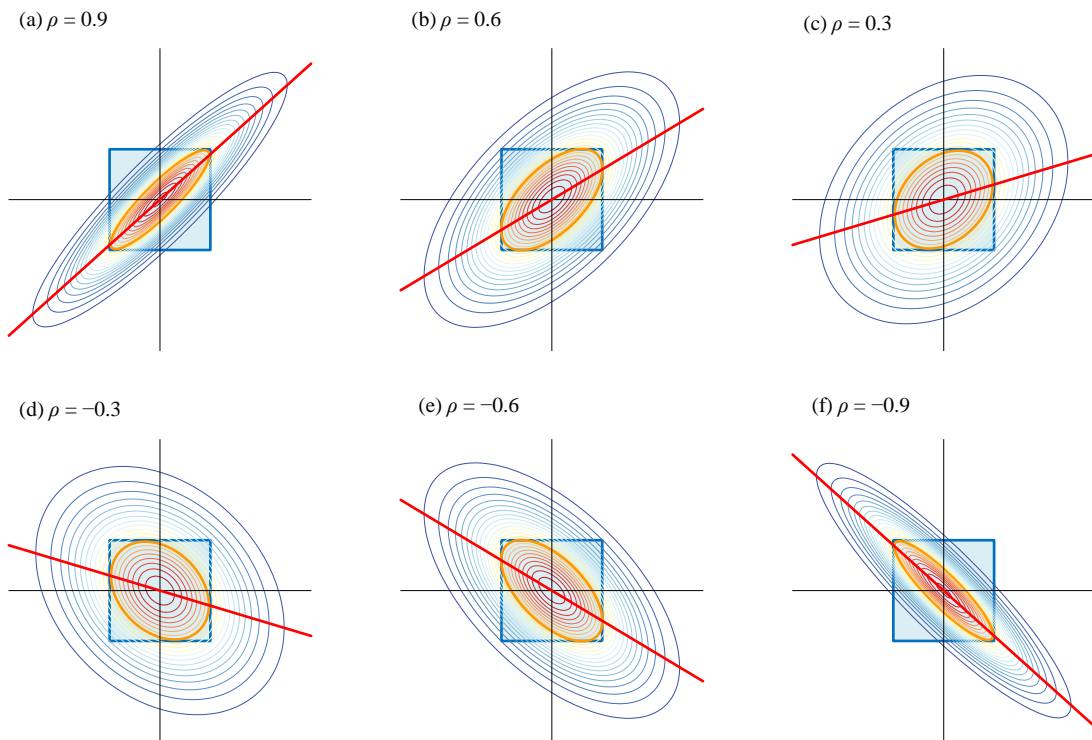 (a) ρ = 0.9
(b) ρ = 0.6
(c) ρ = 0.3
(d) ρ = −0.3
(e) ρ = −0.6
(f) ρ = −0.9